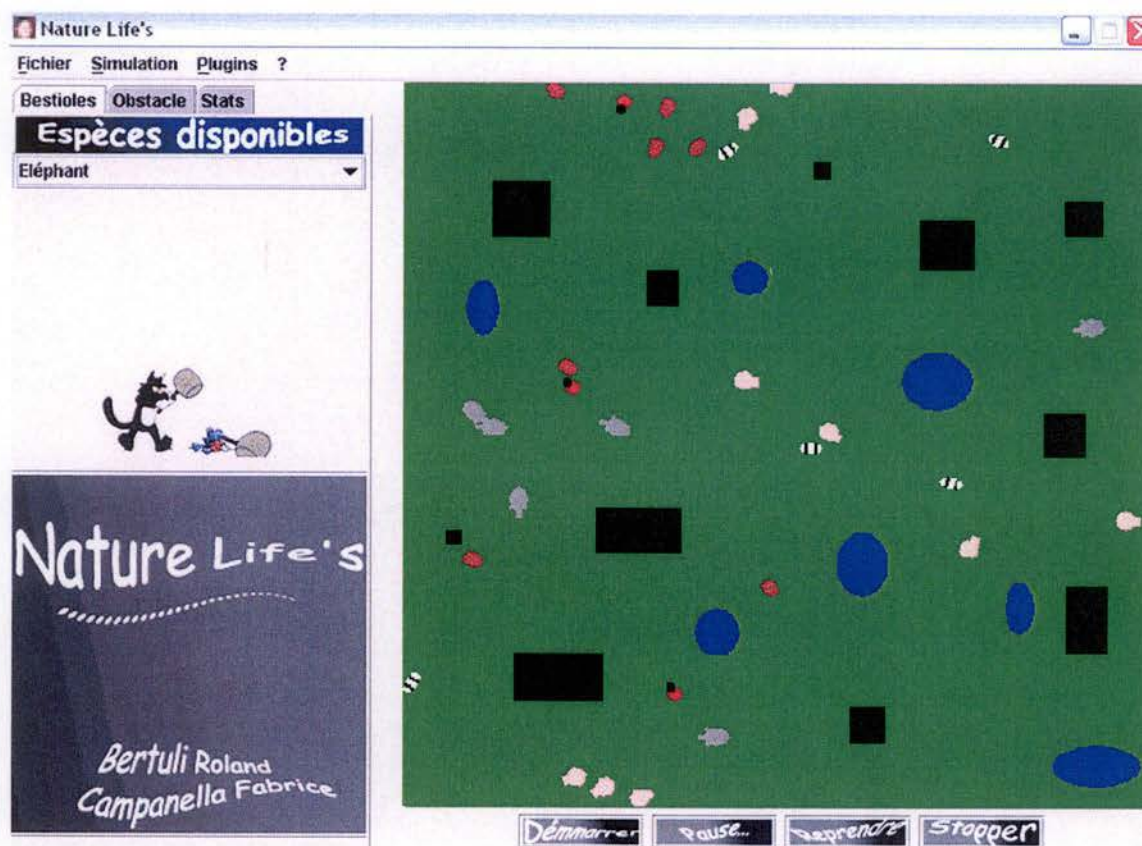 Nature Life's
Fichier Simulation Plugins ?
Bestioles Obstacle Stats
Espèces disponibles
Eléphant
Nature Life's
Bertuli Roland
Campanella Fabrice
Démmarrer Pause... Reprendre Stopper